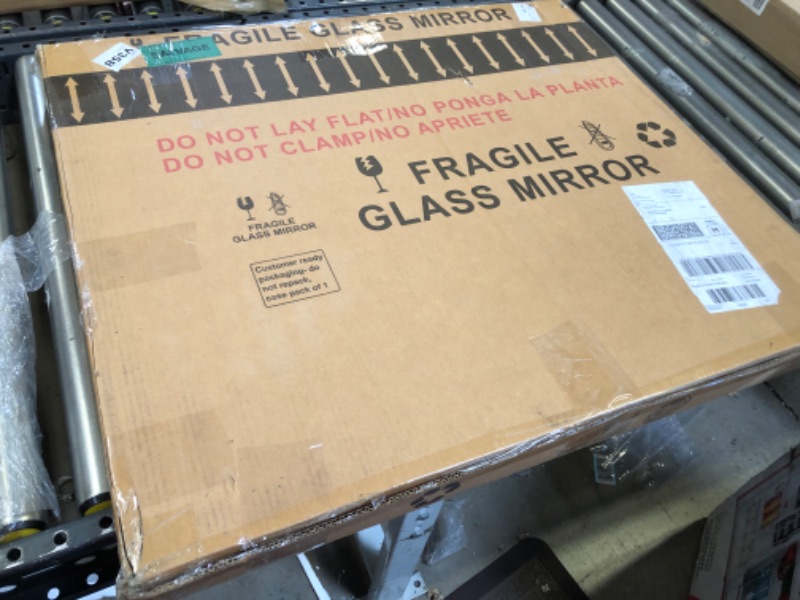 V358
FRAGILE GLASS MIRROR
DO NOT LAY FLAT/NO PONGA LA PLANTA
DO NOT CLAMP/NO APRIETE
FRAGILE
GLASS MIRROR
FRAGILE
GLASS MIRROR
Customer ready
packaging- do
not repack,
case pack of 1